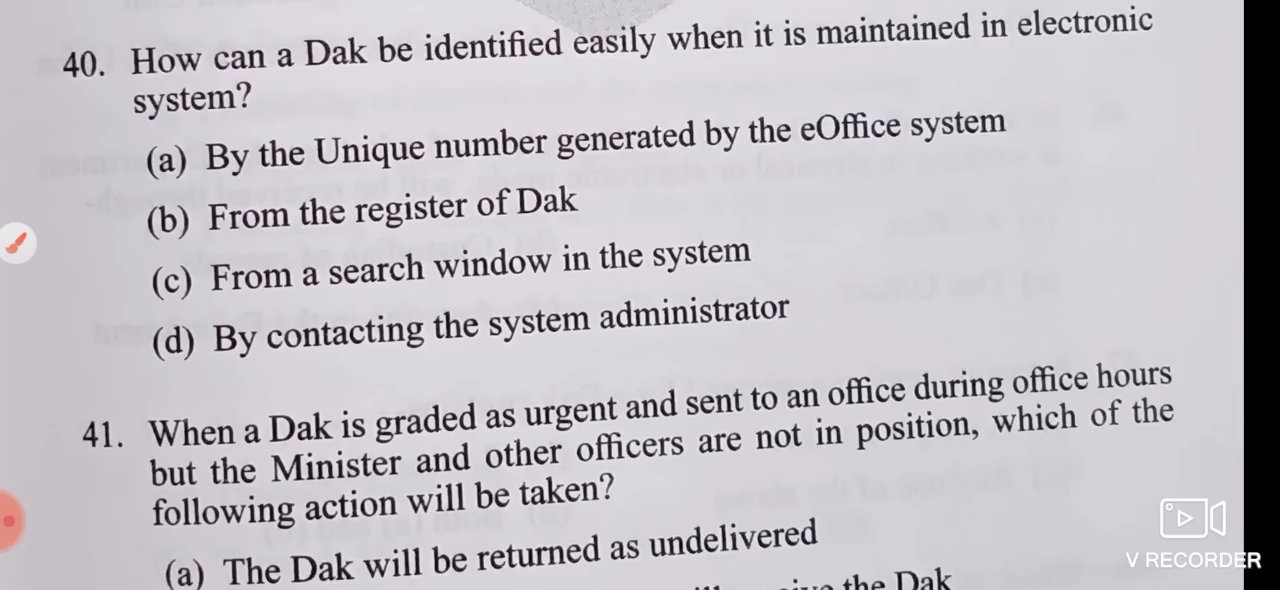 40. How can a Dak be identified easily when it is maintained in electronic
system?
(a) By the Unique number generated by the eOffice system
(b) From the register of Dak
(c) From a search window in the system
(d) By contacting the system administrator
41. When a Dak is graded as urgent and sent to an office during office hours
but the Minister and other officers are not in position, which of the
following action will be taken?
(a) The Dak will be returned as undelivered
the Dak
V RECORDER